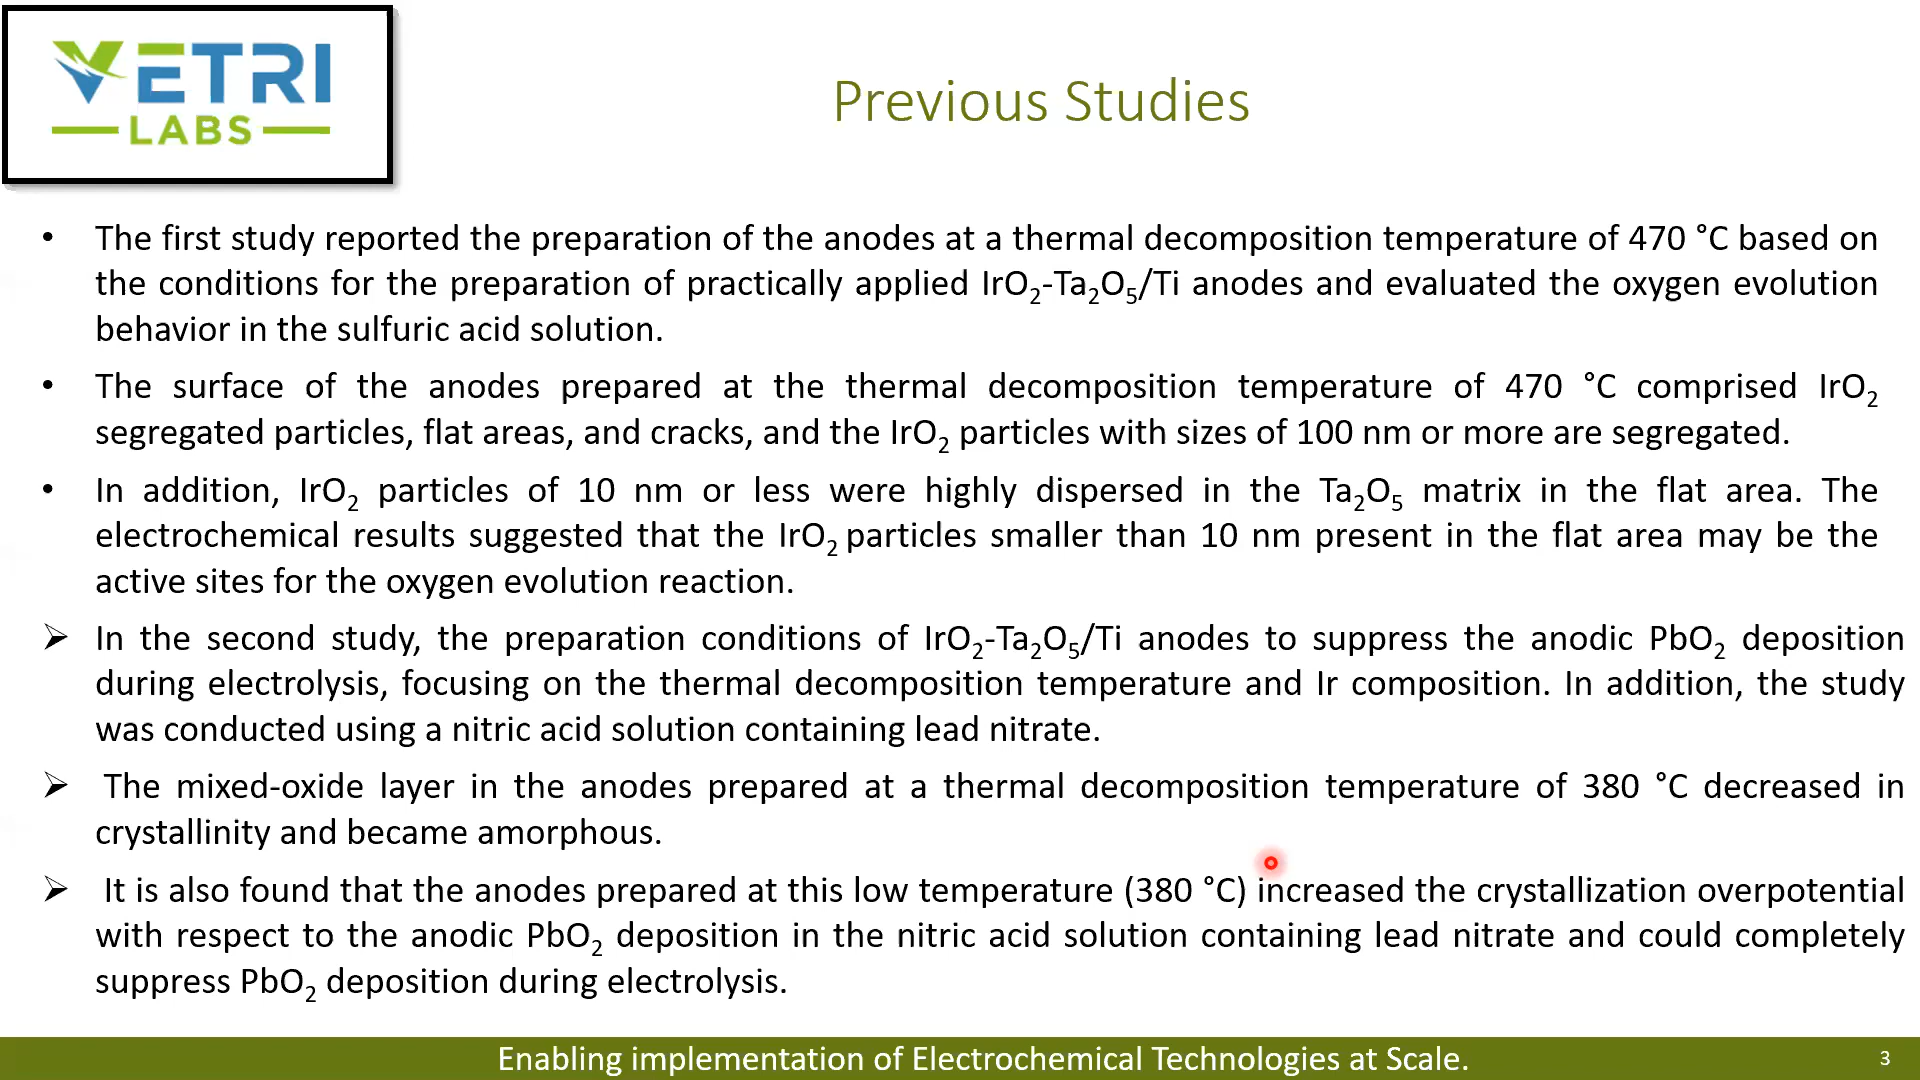 VETRI
LABS
Previous Studies
• The first study reported the preparation of the anodes at a thermal decomposition temperature of 470 °C based on
the conditions for the preparation of practically applied IrO₂-Ta₂O₅/Ti anodes and evaluated the oxygen evolution
behavior in the sulfuric acid solution.
• The surface of the anodes prepared at the thermal decomposition temperature of 470 °C comprised IrO₂
segregated particles, flat areas, and cracks, and the IrO₂ particles with sizes of 100 nm or more are segregated.
• In addition, IrO₂ particles of 10 nm or less were highly dispersed in the Ta₂O₅ matrix in the flat area. The
electrochemical results suggested that the IrO₂ particles smaller than 10 nm present in the flat area may be the
active sites for the oxygen evolution reaction.
➢ In the second study, the preparation conditions of IrO₂-Ta₂O₅/Ti anodes to suppress the anodic PbO₂ deposition
during electrolysis, focusing on the thermal decomposition temperature and Ir composition. In addition, the study
was conducted using a nitric acid solution containing lead nitrate.
➢ The mixed-oxide layer in the anodes prepared at a thermal decomposition temperature of 380 °C decreased in
crystallinity and became amorphous.
➢ It is also found that the anodes prepared at this low temperature (380 °C) increased the crystallization overpotential
with respect to the anodic PbO₂ deposition in the nitric acid solution containing lead nitrate and could completely
suppress PbO₂ deposition during electrolysis.
Enabling implementation of Electrochemical Technologies at Scale.
3